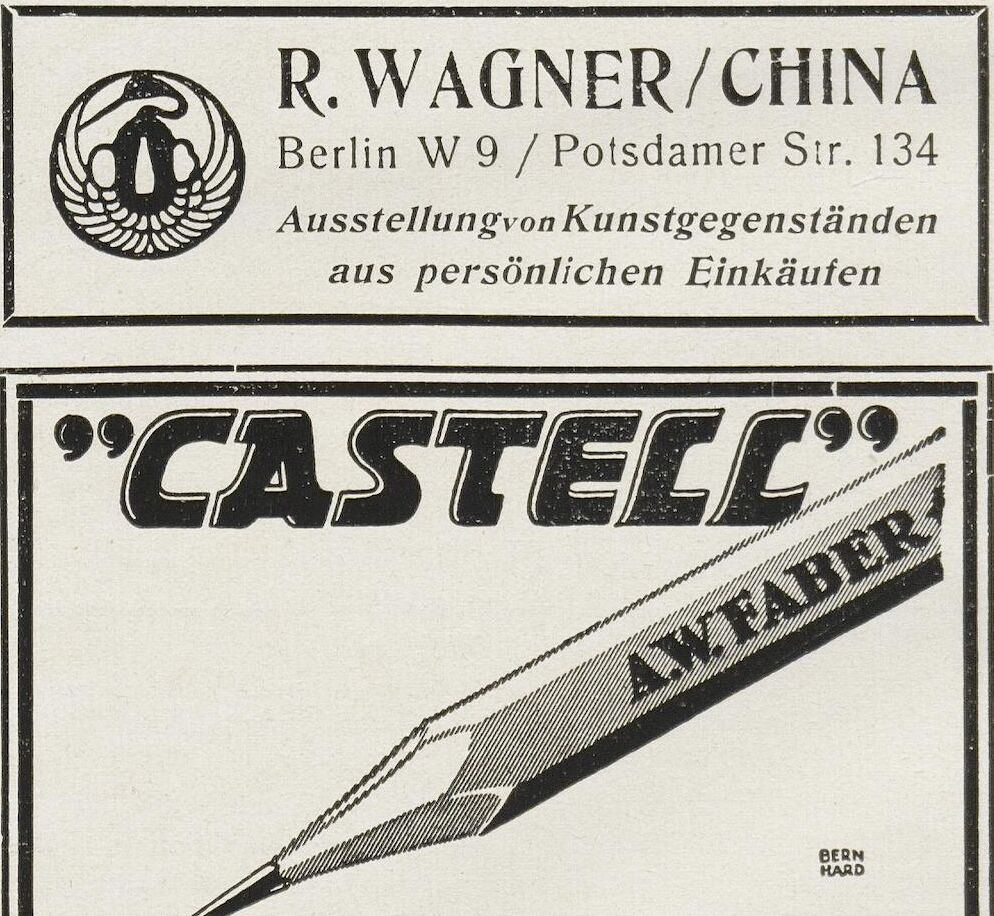 R. WAGNER / CHINA
Berlin W 9 / Potsdamer Str. 134
Ausstellung von Kunstgegenständen
aus persönlichen Einkäufen
”CASTELL”
A.W. FABER
BERN
HARD